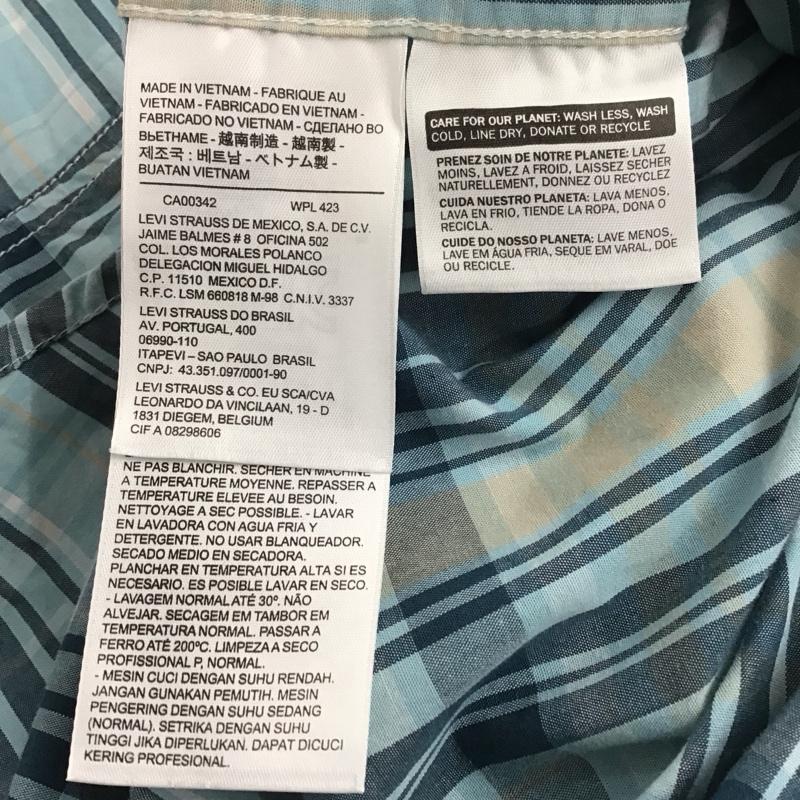 MADE IN VIETNAM - FABRIQUE AU
VIETNAM - FABRICADO EN VIETNAM -
FABRICADO NO VIETNAM - СДЕЛАНО ВО
ВЬЕТНАМЕ - 越南制造 - 越南製 -
제조국 : 베트남 - ベトナム製 -
BUATAN VIETNAM
CA00342 WPL 423
LEVI STRAUSS DE MEXICO, S.A. DE C.V.
JAIME BALMES # 8 OFICINA 502
COL. LOS MORALES POLANCO
DELEGACION MIGUEL HIDALGO
C.P. 11510 MEXICO D.F.
R.F.C. LSM 660818 M-98 C.N.I.V. 3337
LEVI STRAUSS DO BRASIL
AV. PORTUGAL, 400
06990-110
ITAPEVI – SAO PAULO BRASIL
CNPJ: 43.351.097/0001-90
LEVI STRAUSS & CO. EU SCA/CVA
LEONARDO DA VINCILAAN, 19 - D
1831 DIEGEM, BELGIUM
CIF A 08298606
NE PAS BLANCHIR. SECHER EN MACHINE
A TEMPERATURE MOYENNE. REPASSER A
TEMPERATURE ELEVEE AU BESOIN.
NETTOYAGE A SEC POSSIBLE. - LAVAR
EN LAVADORA CON AGUA FRIA Y
DETERGENTE. NO USAR BLANQUEADOR.
SECADO MEDIO EN SECADORA.
PLANCHAR EN TEMPERATURA ALTA SI ES
NECESARIO. ES POSIBLE LAVAR EN SECO.
- LAVAGEM NORMAL ATÉ 30º. NÃO
ALVEJAR. SECAGEM EM TAMBOR EM
TEMPERATURA NORMAL. PASSAR A
FERRO ATÉ 200ºC. LIMPEZA A SECO
PROFISSIONAL P, NORMAL.
- MESIN CUCI DENGAN SUHU RENDAH.
JANGAN GUNAKAN PEMUTIH. MESIN
PENGERING DENGAN SUHU SEDANG
(NORMAL). SETRIKA DENGAN SUHU
TINGGI JIKA DIPERLUKAN. DAPAT DICUCI
KERING PROFESIONAL.
CARE FOR OUR PLANET: WASH LESS, WASH
COLD, LINE DRY, DONATE OR RECYCLE
PRENEZ SOIN DE NOTRE PLANETE: LAVEZ
MOINS, LAVEZ A FROID, LAISSEZ SECHER
NATURELLEMENT, DONNEZ OU RECYCLEZ
CUIDA NUESTRO PLANETA: LAVA MENOS.
LAVA EN FRIO, TIENDE LA ROPA, DONA O
RECICLA.
CUIDE DO NOSSO PLANETA: LAVE MENOS.
LAVE EM ÁGUA FRIA, SEQUE EM VARAL, DOE
OU RECICLE.